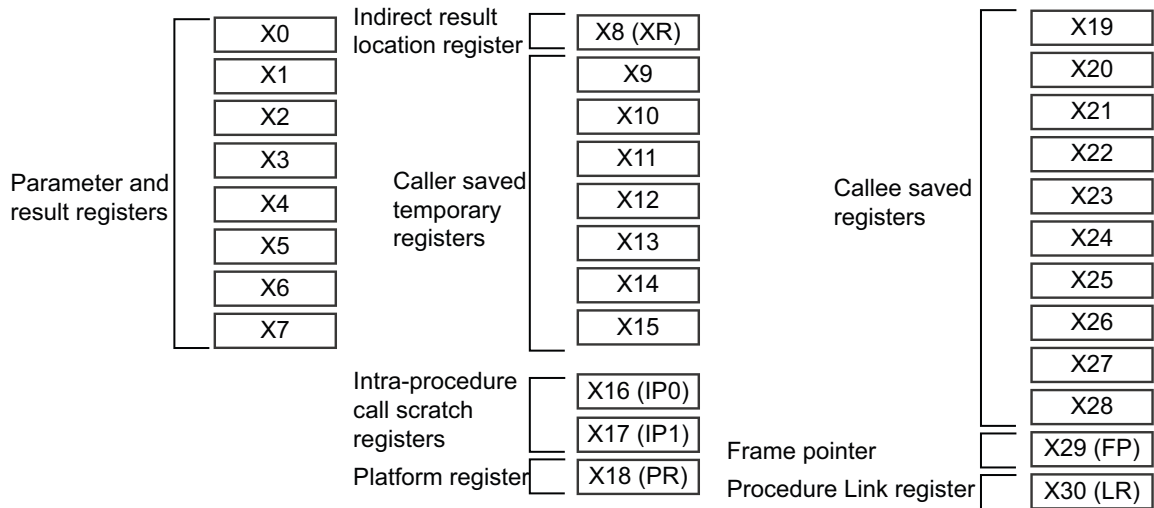 Parameter and
result registers
X0
X1
X2
X3
X4
X5
X6
X7
Indirect result
location register
X8 (XR)
Caller saved
temporary
registers
X9
X10
X11
X12
X13
X14
X15
Intra-procedure
call scratch
registers
X16 (IP0)
X17 (IP1)
Platform register
X18 (PR)
Callee saved
registers
X19
X20
X21
X22
X23
X24
X25
X26
X27
X28
Frame pointer
X29 (FP)
Procedure Link register
X30 (LR)